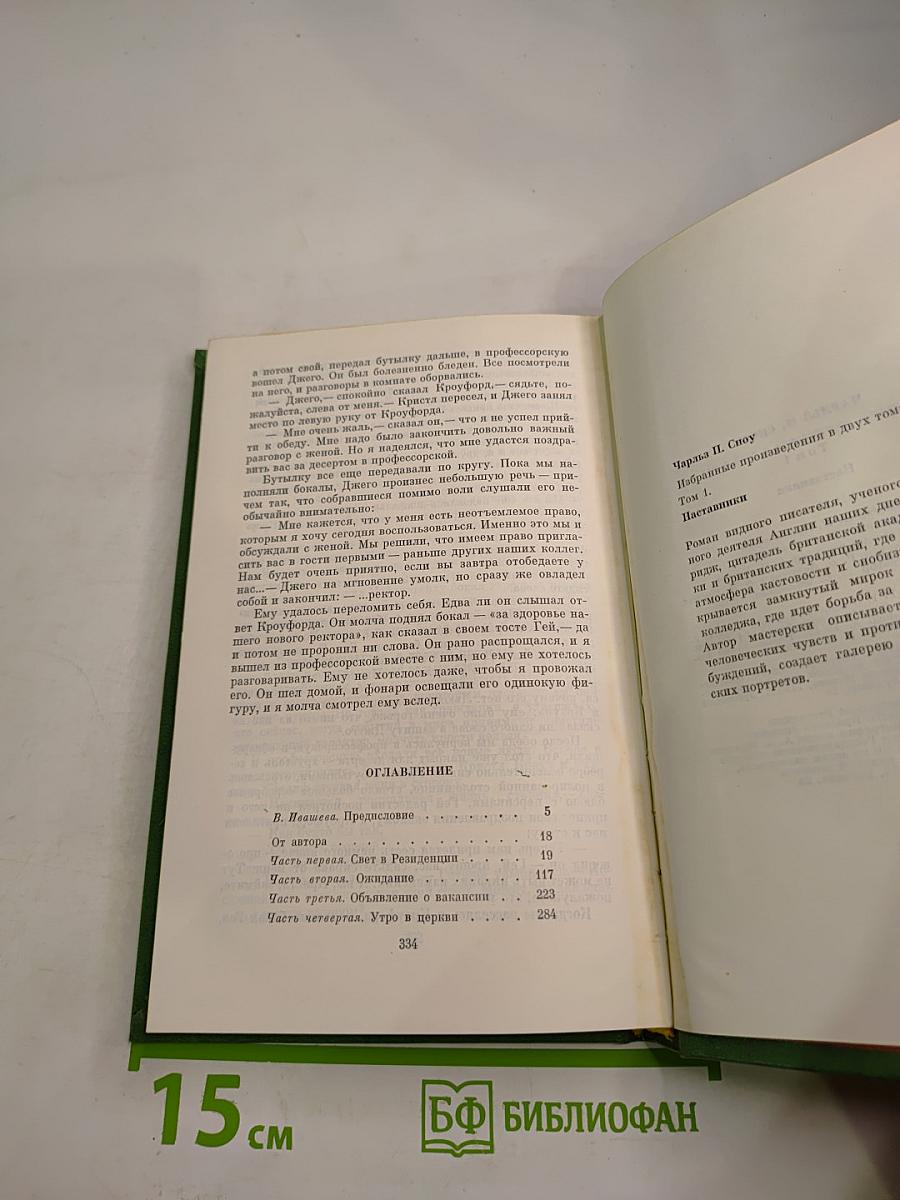 а потом свой, передал бутылку дальше, в профессорскую
вошел Джего. Он был болезненно бледен. Все посмотрели
на него, и разговоры в комнате оборвались.
— Джего,— спокойно сказал Кроуфорд,— сядьте, по-
жалуйста, слева от меня.— Кристл пересел, и Джего занял
место по левую руку от Кроуфорда.
— Мне очень жаль,— сказал он,— что я не успел прий-
ти к обеду. Мне надо было закончить довольно важный
разговор с женой. Но я надеялся, что мне удастся поздра-
вить вас за десертом в профессорской.
Бутылку все еще передавали по кругу. Пока мы на-
полняли бокалы, Джего произнес небольшую речь — при-
чем так, что собравшиеся помимо воли слушали его не-
обычайно внимательно:
— Мне кажется, что у меня есть неотъемлемое право,
которым я хочу сегодня воспользоваться. Именно это мы и
обсуждали с женой. Мы решили, что имеем право пригла-
сить вас в гости первыми — раньше других наших коллег.
Нам будет очень приятно, если вы завтра отобедаете у
нас...— Джего на мгновение умолк, но сразу же овладел
собой и закончил: — ...ректор.
Ему удалось переломить себя. Едва ли он слышал от-
вет Кроуфорда. Он молча поднял бокал — «за здоровье на-
шего нового ректора», как сказал в своем тосте Гей,— да
и потом не проронил ни слова. Он рано распрощался, и я
вышел из профессорской вместе с ним, но ему не хотелось
разговаривать. Ему не хотелось даже, чтобы я провожал
его. Он шел домой, и фонари освещали его одинокую фи-
гуру, и я молча смотрел ему вслед.
ОГЛАВЛЕНИЕ
В. Ивашева. Предисловие . . . . . . . 5
От автора . . . . . . . . . . . . 18
Часть первая. Свет в Резиденции . . . . 19
Часть вторая. Ожидание . . . . . . . 117
Часть третья. Объявление о вакансии . . 223
Часть четвертая. Утро в церкви . . . . 284
334
Чарльз П. Сноу
Избранные произведения в двух том
Том 1.
Наставники
Роман видного писателя, ученого
ного деятеля Англии наших дне
ридж, цитадель британской акад
ки и британских традиций, где
атмосфера кастовости и снобиз
крывается замкнутый мирок
колледжа, где идет борьба за
Автор мастерски описывает
человеческих чувств и проти
буждений, создает галерею
ских портретов.
15 см
БФ БИБЛИОФАН